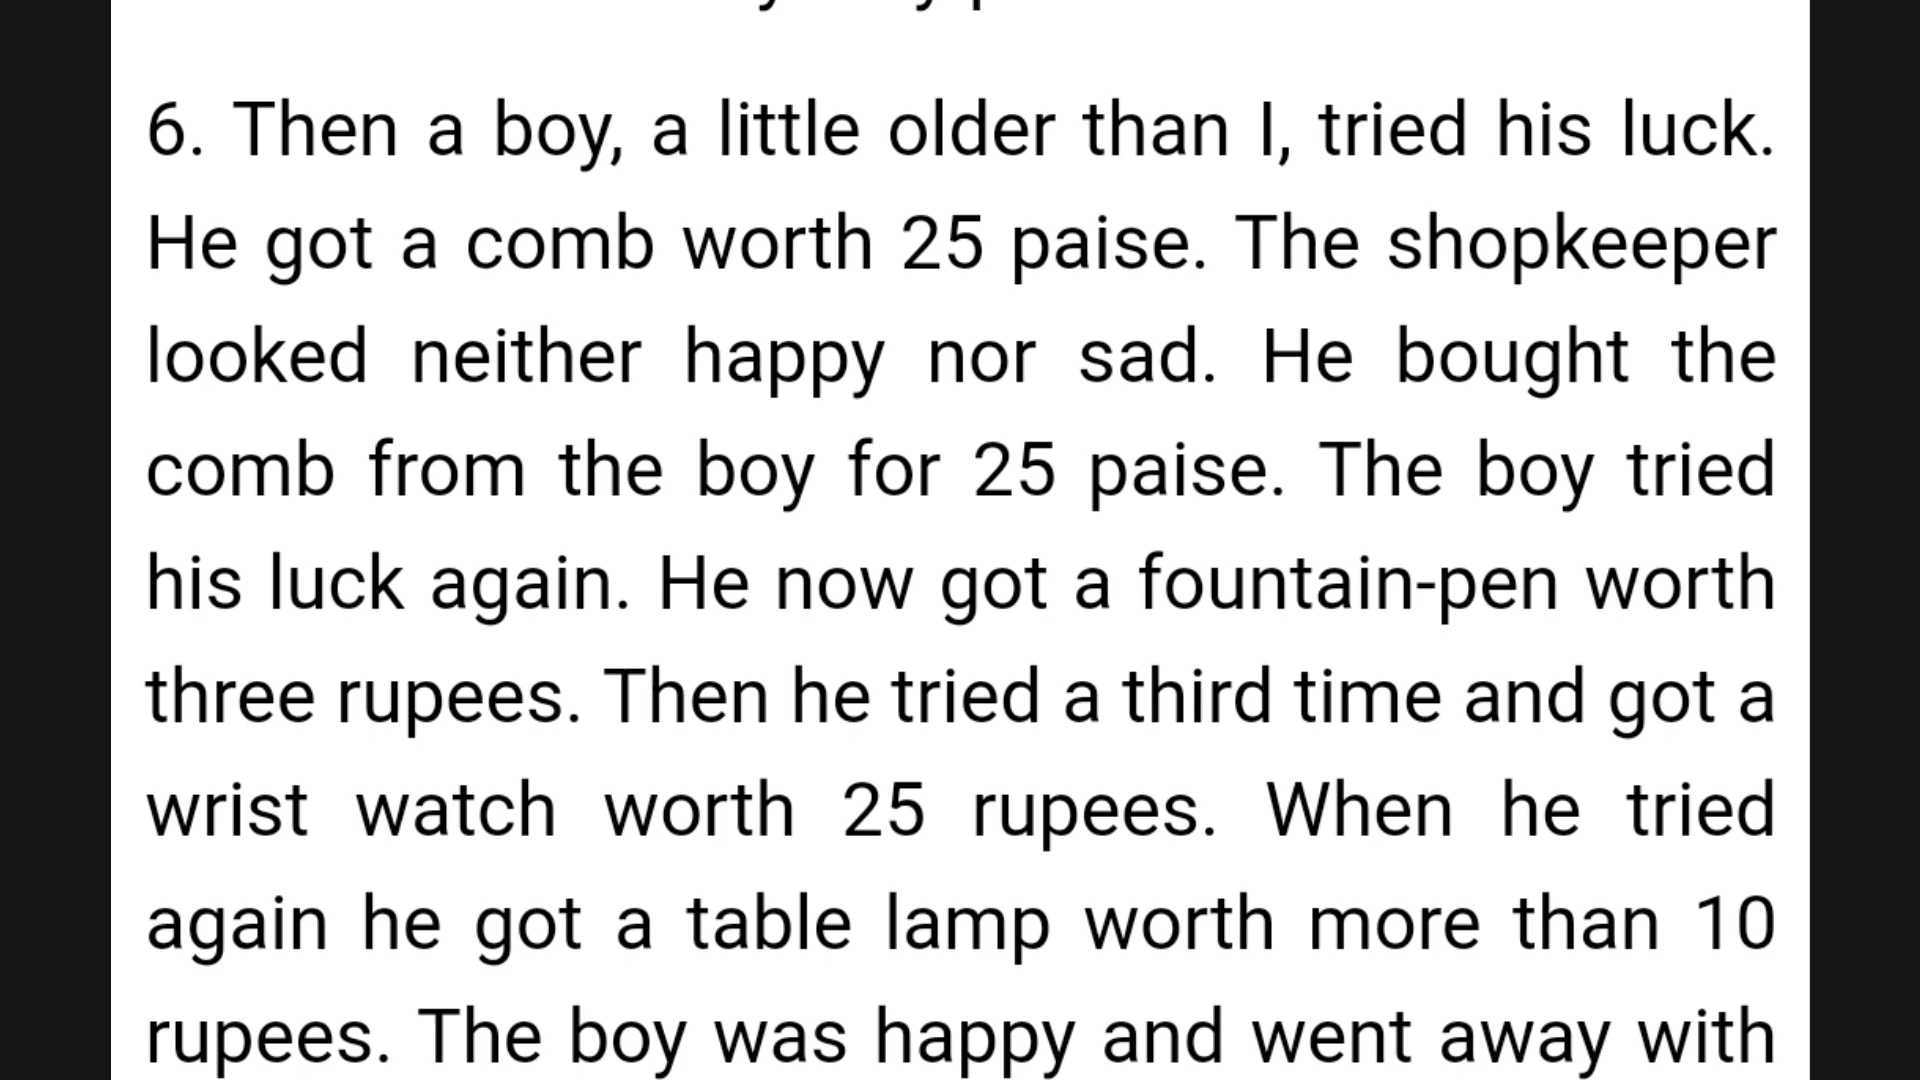 6. Then a boy, a little older than I, tried his luck.
He got a comb worth 25 paise. The shopkeeper
looked neither happy nor sad. He bought the
comb from the boy for 25 paise. The boy tried
his luck again. He now got a fountain-pen worth
three rupees. Then he tried a third time and got a
wrist watch worth 25 rupees. When he tried
again he got a table lamp worth more than 10
rupees. The boy was happy and went away with